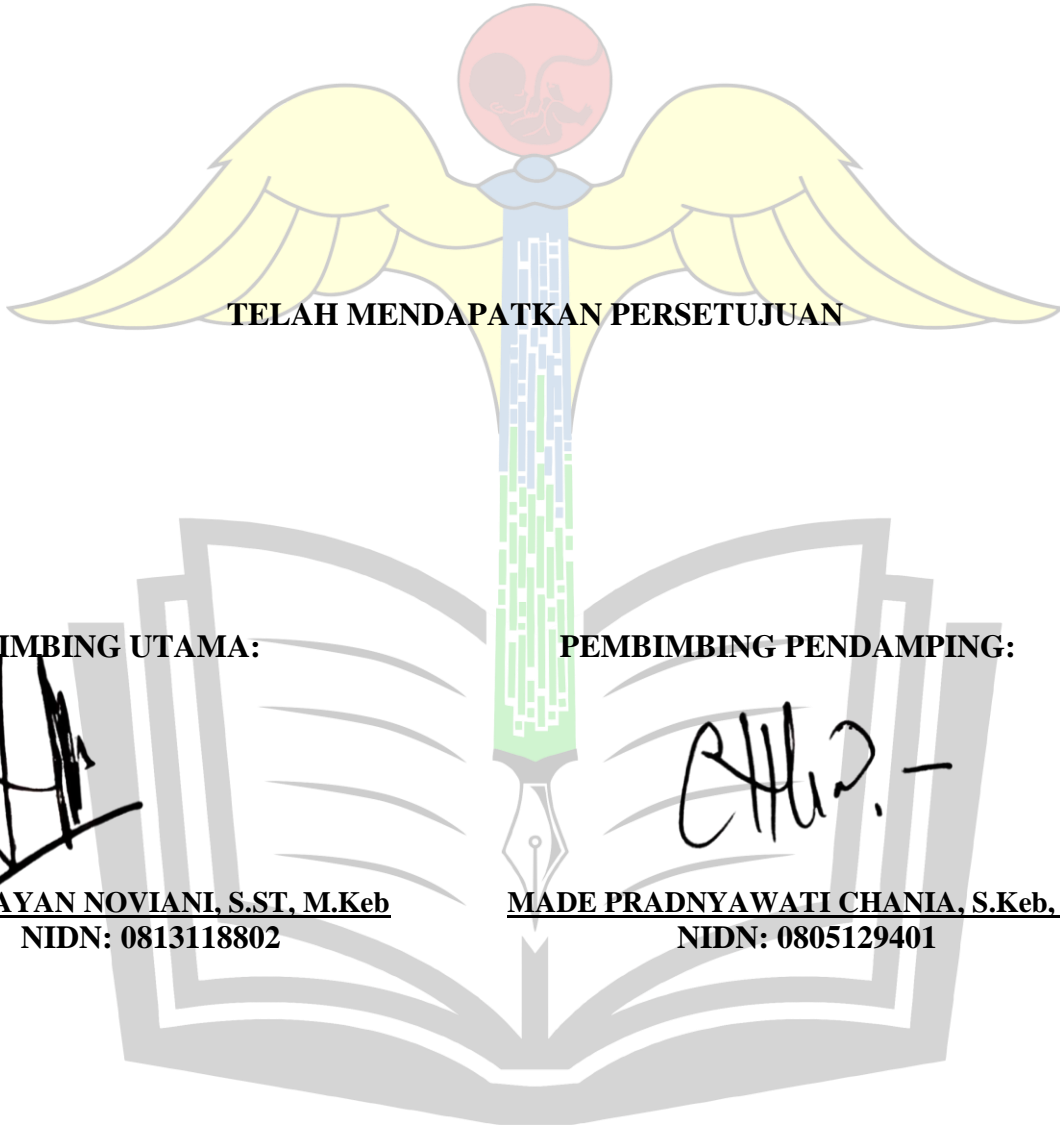 TELAH MENDAPATKAN PERSETUJUAN
IMBING UTAMA: PEMBIMBING PENDAMPING:
AYAN NOVIANI, S.ST, M.Keb MADE PRADNYAWATI CHANIA, S.Keb,
NIDN: 0813118802 NIDN: 0805129401